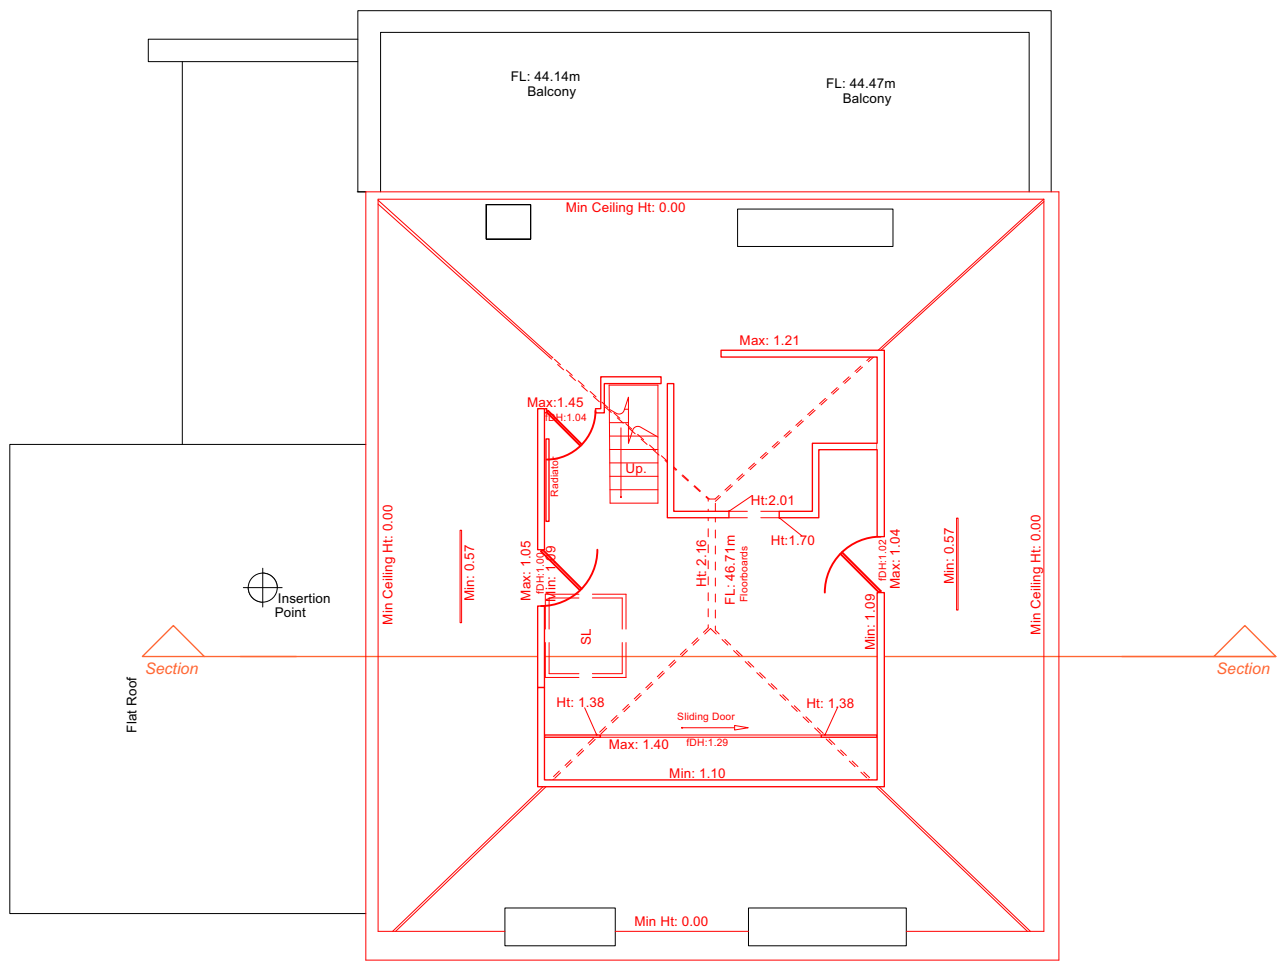 FL: 44.14m
Balcony
FL: 44.47m
Balcony
Min Ceiling Ht: 0.00
Max: 1.21
Max:1.45
fDH:1.04
Radiator
Up.
Ht:2.01
Ht:1.70
Ht: 2.16
FL: 46.71m
Floorboards
Min Ceiling Ht: 0.00
Min: 0.57
Max: 1.05
fDH:1.00
Min: 1.09
fDH:1.02
Max: 1.04
Min: 1.09
Min: 0.57
Min Ceiling Ht: 0.00
Insertion
Point
SL
Section
Section
Flat Roof
Ht: 1.38
Sliding Door
Ht: 1.38
Max: 1.40
fDH:1.29
Min: 1.10
Min Ht: 0.00